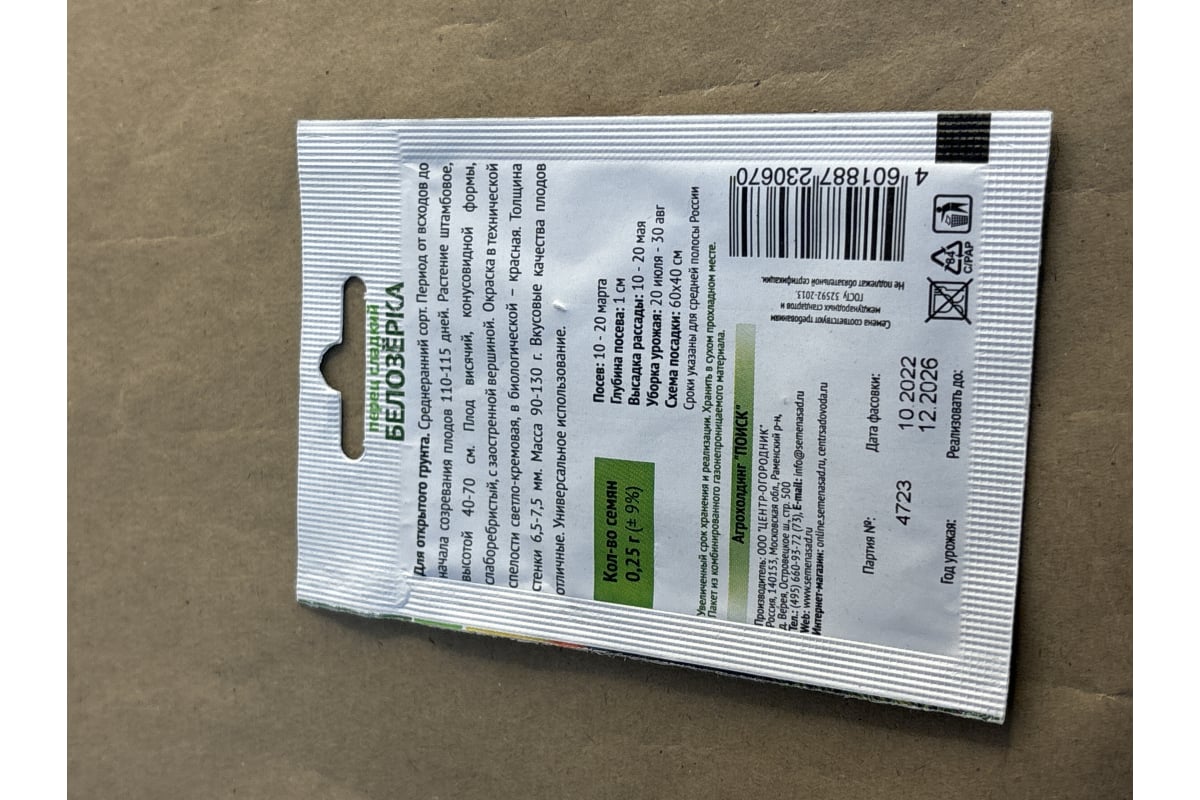 перец сладкий
БЕЛОЗЁРКА
Для открытого грунта. Среднеранний сорт. Период от всходов до
начала созревания плодов 110-115 дней. Растение штамбовое,
высотой 40-70 см. Плод висячий, конусовидной формы,
слаборебристый, с заостренной вершиной. Окраска в технической
спелости светло-кремовая, в биологической – красная. Толщина
стенки 6,5-7,5 мм. Масса 90-130 г. Вкусовые качества плодов
отличные. Универсальное использование.
Кол-во семян
0,25 г (± 9%)
Посев: 10 - 20 марта
Глубина посева: 1 см
Высадка рассады: 10 - 20 мая
Уборка урожая: 20 июля - 30 авг
Схема посадки: 60х40 см
Сроки указаны для средней полосы России
Увеличенный срок хранения и реализации. Хранить в сухом прохладном месте.
Пакет из комбинированного газонепроницаемого материала.
Агрохолдинг "ПОИСК"
Производитель: ООО "ЦЕНТР-ОГОРОДНИК"
Россия, 140153, Московская обл., Раменский р-н,
д. Верея, Островецкое ш., стр. 500
Тел.: (495) 660-93-72 (73), E-mail: info@semenasad.ru
Web: www.semenasad.ru
Интернет-магазин: online.semenasad.ru, centrsadovoda.ru
Семена соответствуют требованиям
международных стандартов и
ГОСТу 32592-2013.
Не подлежат обязательной сертификации.
4 601887 230670
Партия №:
4723
Дата фасовки:
10 2022
12.2026
Год урожая:
Реализовать до:
84
C/PAP